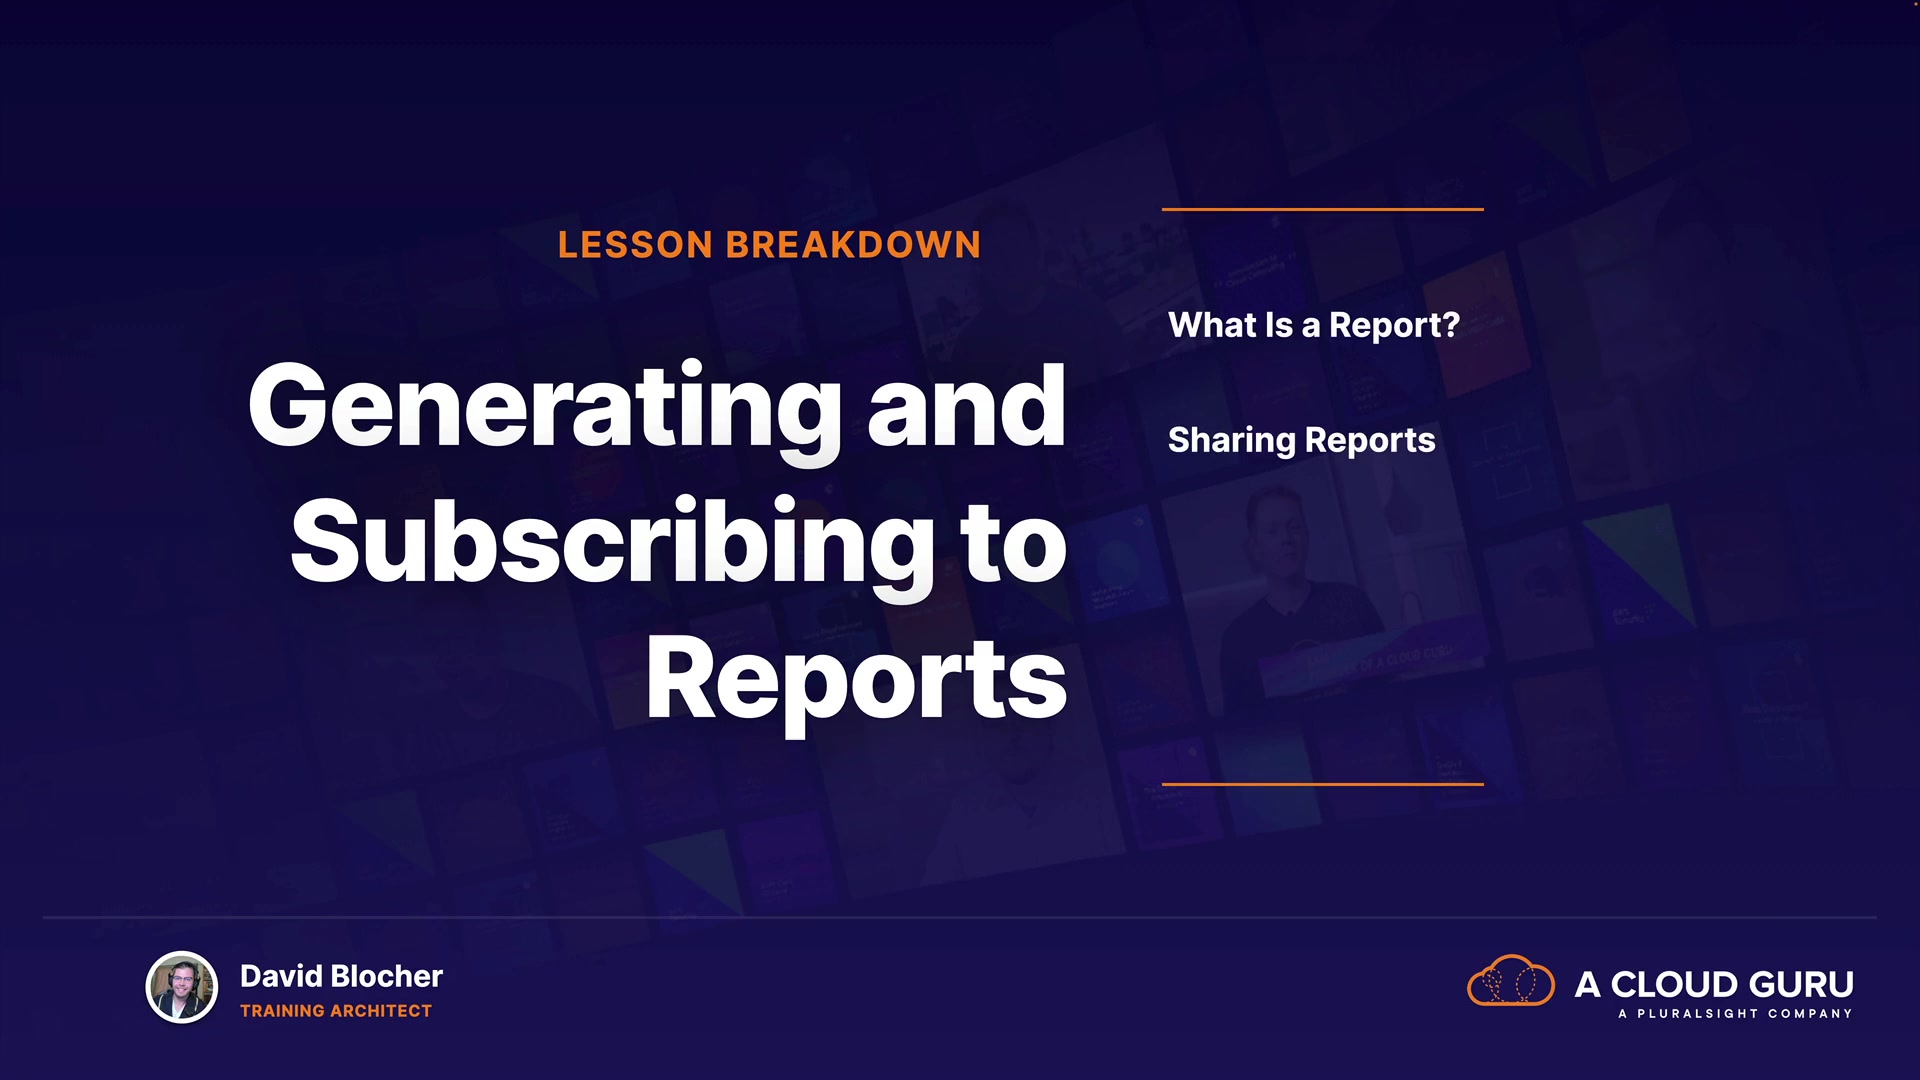 LESSON BREAKDOWN
Generating and
Subscribing to
Reports
What Is a Report?
Sharing Reports
David Blocher
TRAINING ARCHITECT
A CLOUD GURU
A PLURALSIGHT COMPANY